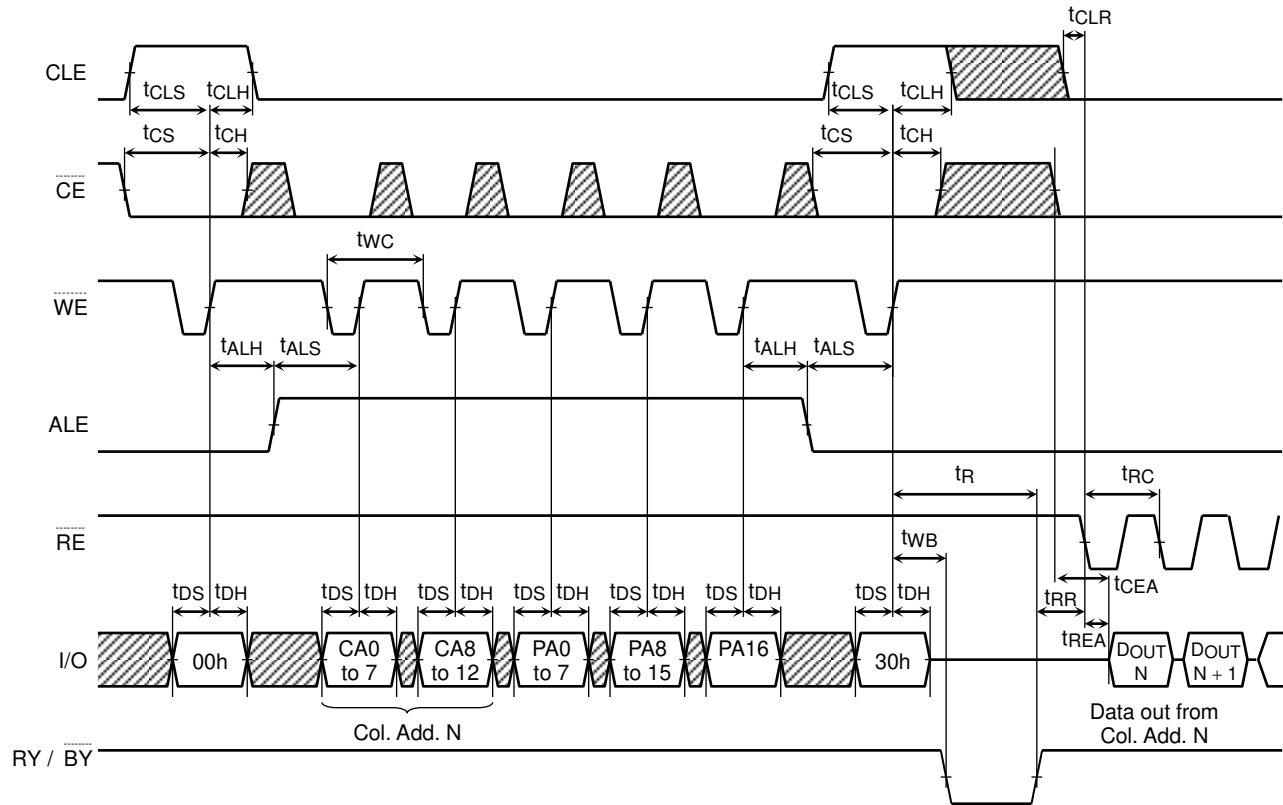 tCLR
CLE
tCLS tCLH tCLS tCLH
tCS tCH tCS tCH
CE
tWC
WE
tALH tALS tALH tALS
ALE
tR tRC
RE
tWB
tDS tDH tDS tDH tDS tDH tDS tDH tDS tDH tDS tDH tDS tDH tRR tCEA
tREA
I/O 00h CA0 to 7 CA8 to 12 PA0 to 7 PA8 to 15 PA16 30h DOUT N DOUT N + 1
Col. Add. N
Data out from
Col. Add. N
RY / BY